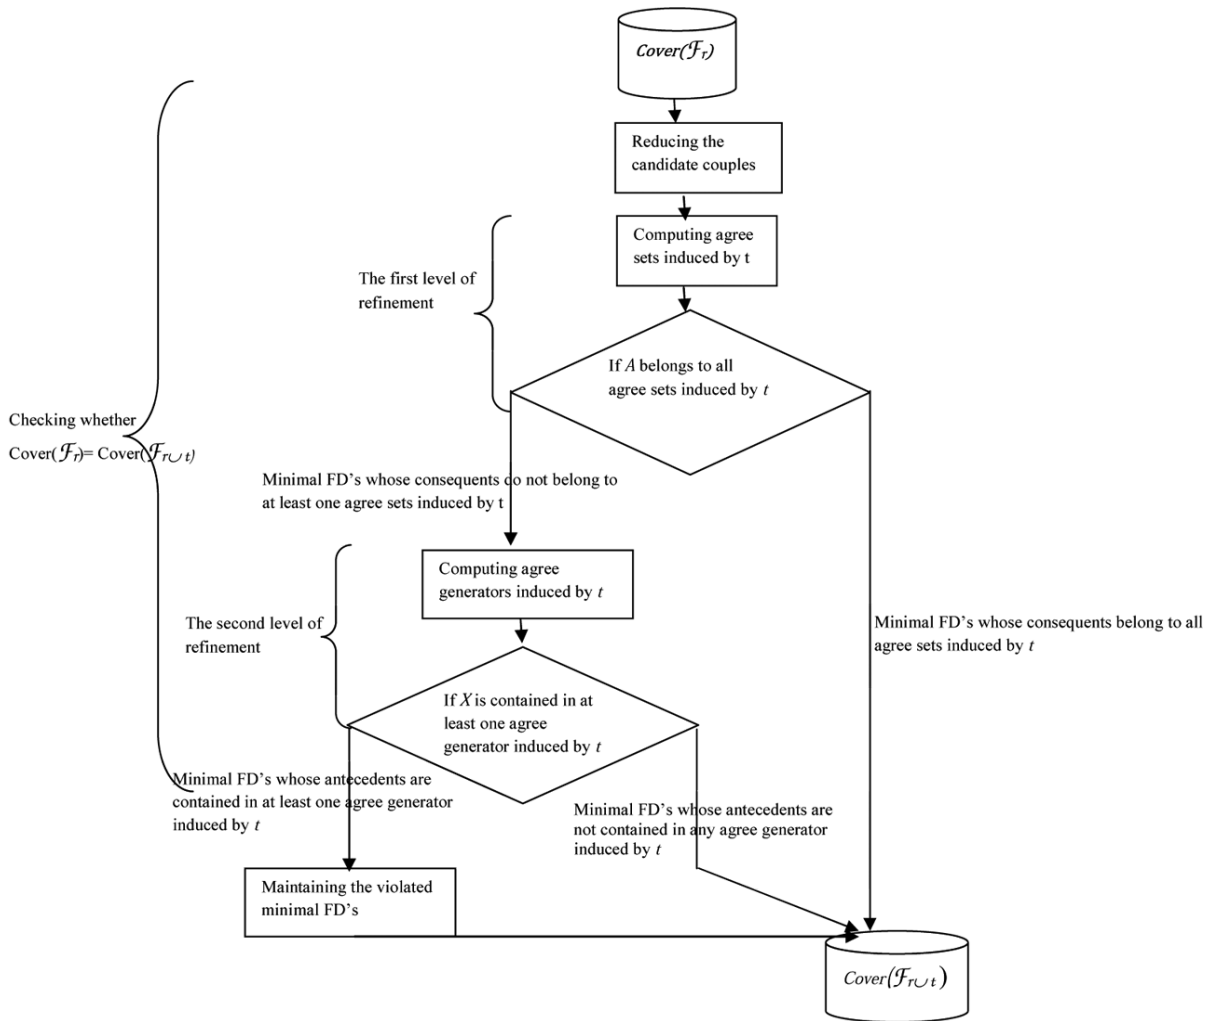 Cover(ℱr)
Reducing the
candidate couples
Computing agree
sets induced by t
The first level of
refinement
If A belongs to all
agree sets induced by t
Checking whether
Cover(ℱr)= Cover(ℱr∪t)
Minimal FD's whose consequents do not belong to
at least one agree sets induced by t
Computing agree
generators induced by t
The second level of
refinement
Minimal FD's whose consequents belong to all
agree sets induced by t
If X is contained in at
least one agree
generator induced by t
Minimal FD's whose antecedents are
contained in at least one agree generator
induced by t
Minimal FD's whose antecedents are
not contained in any agree generator
induced by t
Maintaining the violated
minimal FD's
Cover(ℱr∪t)